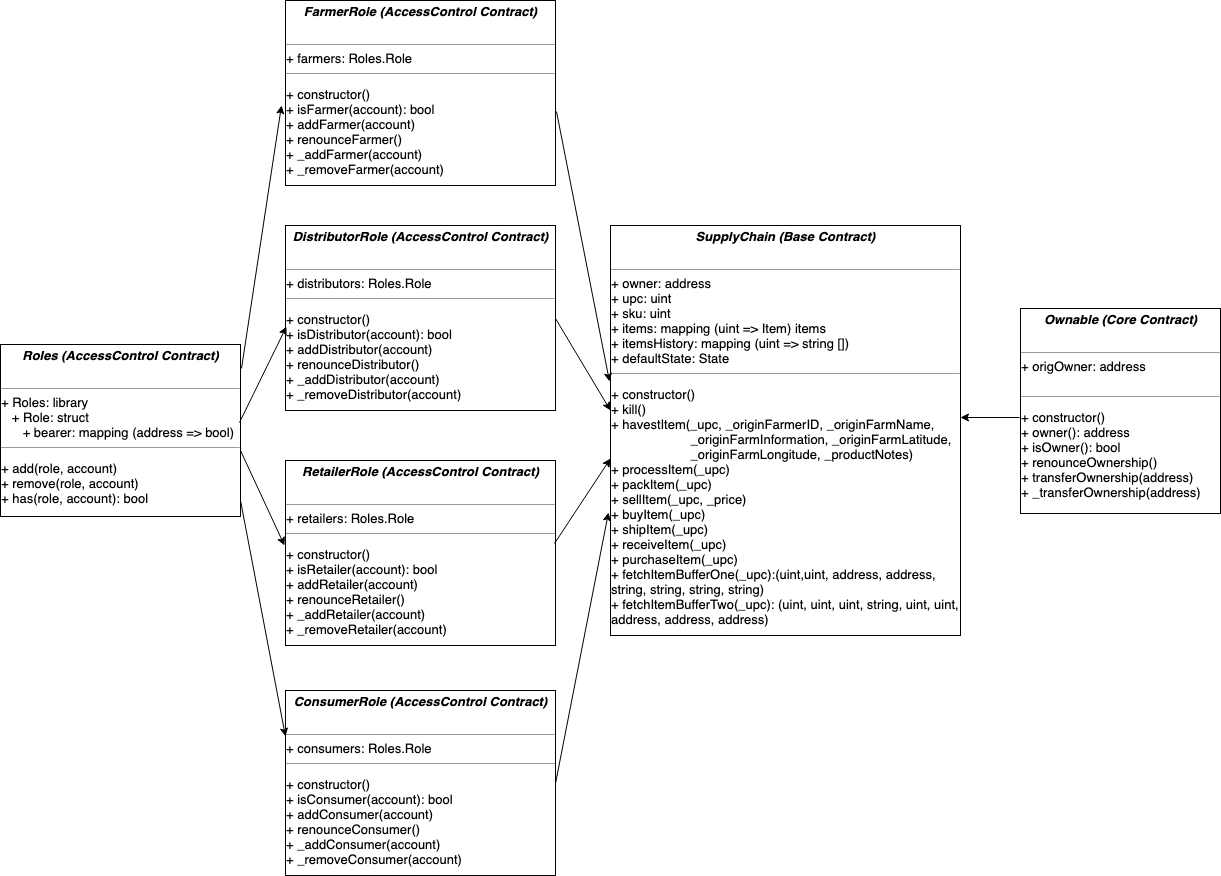 FarmerRole (AccessControl Contract)
+ farmers: Roles.Role
+ constructor()
+ isFarmer(account): bool
+ addFarmer(account)
+ renounceFarmer()
+ _addFarmer(account)
+ _removeFarmer(account)
DistributorRole (AccessControl Contract)
+ distributors: Roles.Role
+ constructor()
+ isDistributor(account): bool
+ addDistributor(account)
+ renounceDistributor()
+ _addDistributor(account)
+ _removeDistributor(account)
Roles (AccessControl Contract)
+ Roles: library
+ Role: struct
+ bearer: mapping (address => bool)
+ add(role, account)
+ remove(role, account)
+ has(role, account): bool
RetailerRole (AccessControl Contract)
+ retailers: Roles.Role
+ constructor()
+ isRetailer(account): bool
+ addRetailer(account)
+ renounceRetailer()
+ _addRetailer(account)
+ _removeRetailer(account)
ConsumerRole (AccessControl Contract)
+ consumers: Roles.Role
+ constructor()
+ isConsumer(account): bool
+ addConsumer(account)
+ renounceConsumer()
+ _addConsumer(account)
+ _removeConsumer(account)
SupplyChain (Base Contract)
+ owner: address
+ upc: uint
+ sku: uint
+ items: mapping (uint => Item) items
+ itemsHistory: mapping (uint => string [])
+ defaultState: State
+ constructor()
+ kill()
+ havestItem(_upc, _originFarmerID, _originFarmName,
_originFarmInformation, _originFarmLatitude,
_originFarmLongitude, _productNotes)
+ processItem(_upc)
+ packItem(_upc)
+ sellItem(_upc, _price)
+ buyItem(_upc)
+ shipItem(_upc)
+ receiveItem(_upc)
+ purchaseItem(_upc)
+ fetchItemBufferOne(_upc):(uint,uint, address, address,
string, string, string, string)
+ fetchItemBufferTwo(_upc): (uint, uint, uint, string, uint, uint,
address, address, address)
Ownable (Core Contract)
+ origOwner: address
+ constructor()
+ owner(): address
+ isOwner(): bool
+ renounceOwnership()
+ transferOwnership(address)
+ _transferOwnership(address)